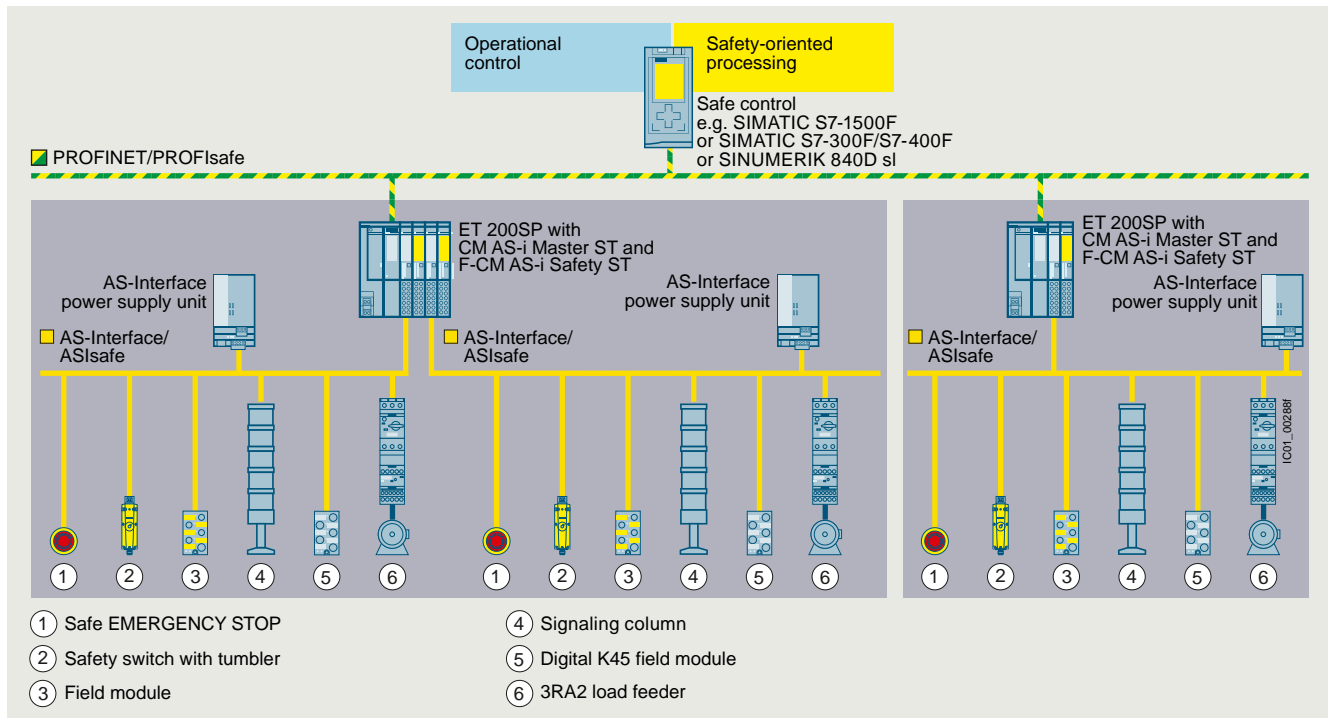 Operational
control
Safety-oriented
processing
Safe control
e.g. SIMATIC S7-1500F
or SIMATIC S7-300F/S7-400F
or SINUMERIK 840D sl
PROFINET/PROFIsafe
ET 200SP with
CM AS-i Master ST and
F-CM AS-i Safety ST
AS-Interface
power supply unit
AS-Interface
power supply unit
AS-Interface/
ASIsafe
AS-Interface/
ASIsafe
ET 200SP with
CM AS-i Master ST and
F-CM AS-i Safety ST
AS-Interface
power supply unit
AS-Interface/
ASIsafe
IC01_00288f
1 2 3 4 5 6
1 2 3 4 5 6
1 2 3 4 5 6
1 Safe EMERGENCY STOP
2 Safety switch with tumbler
3 Field module
4 Signaling column
5 Digital K45 field module
6 3RA2 load feeder